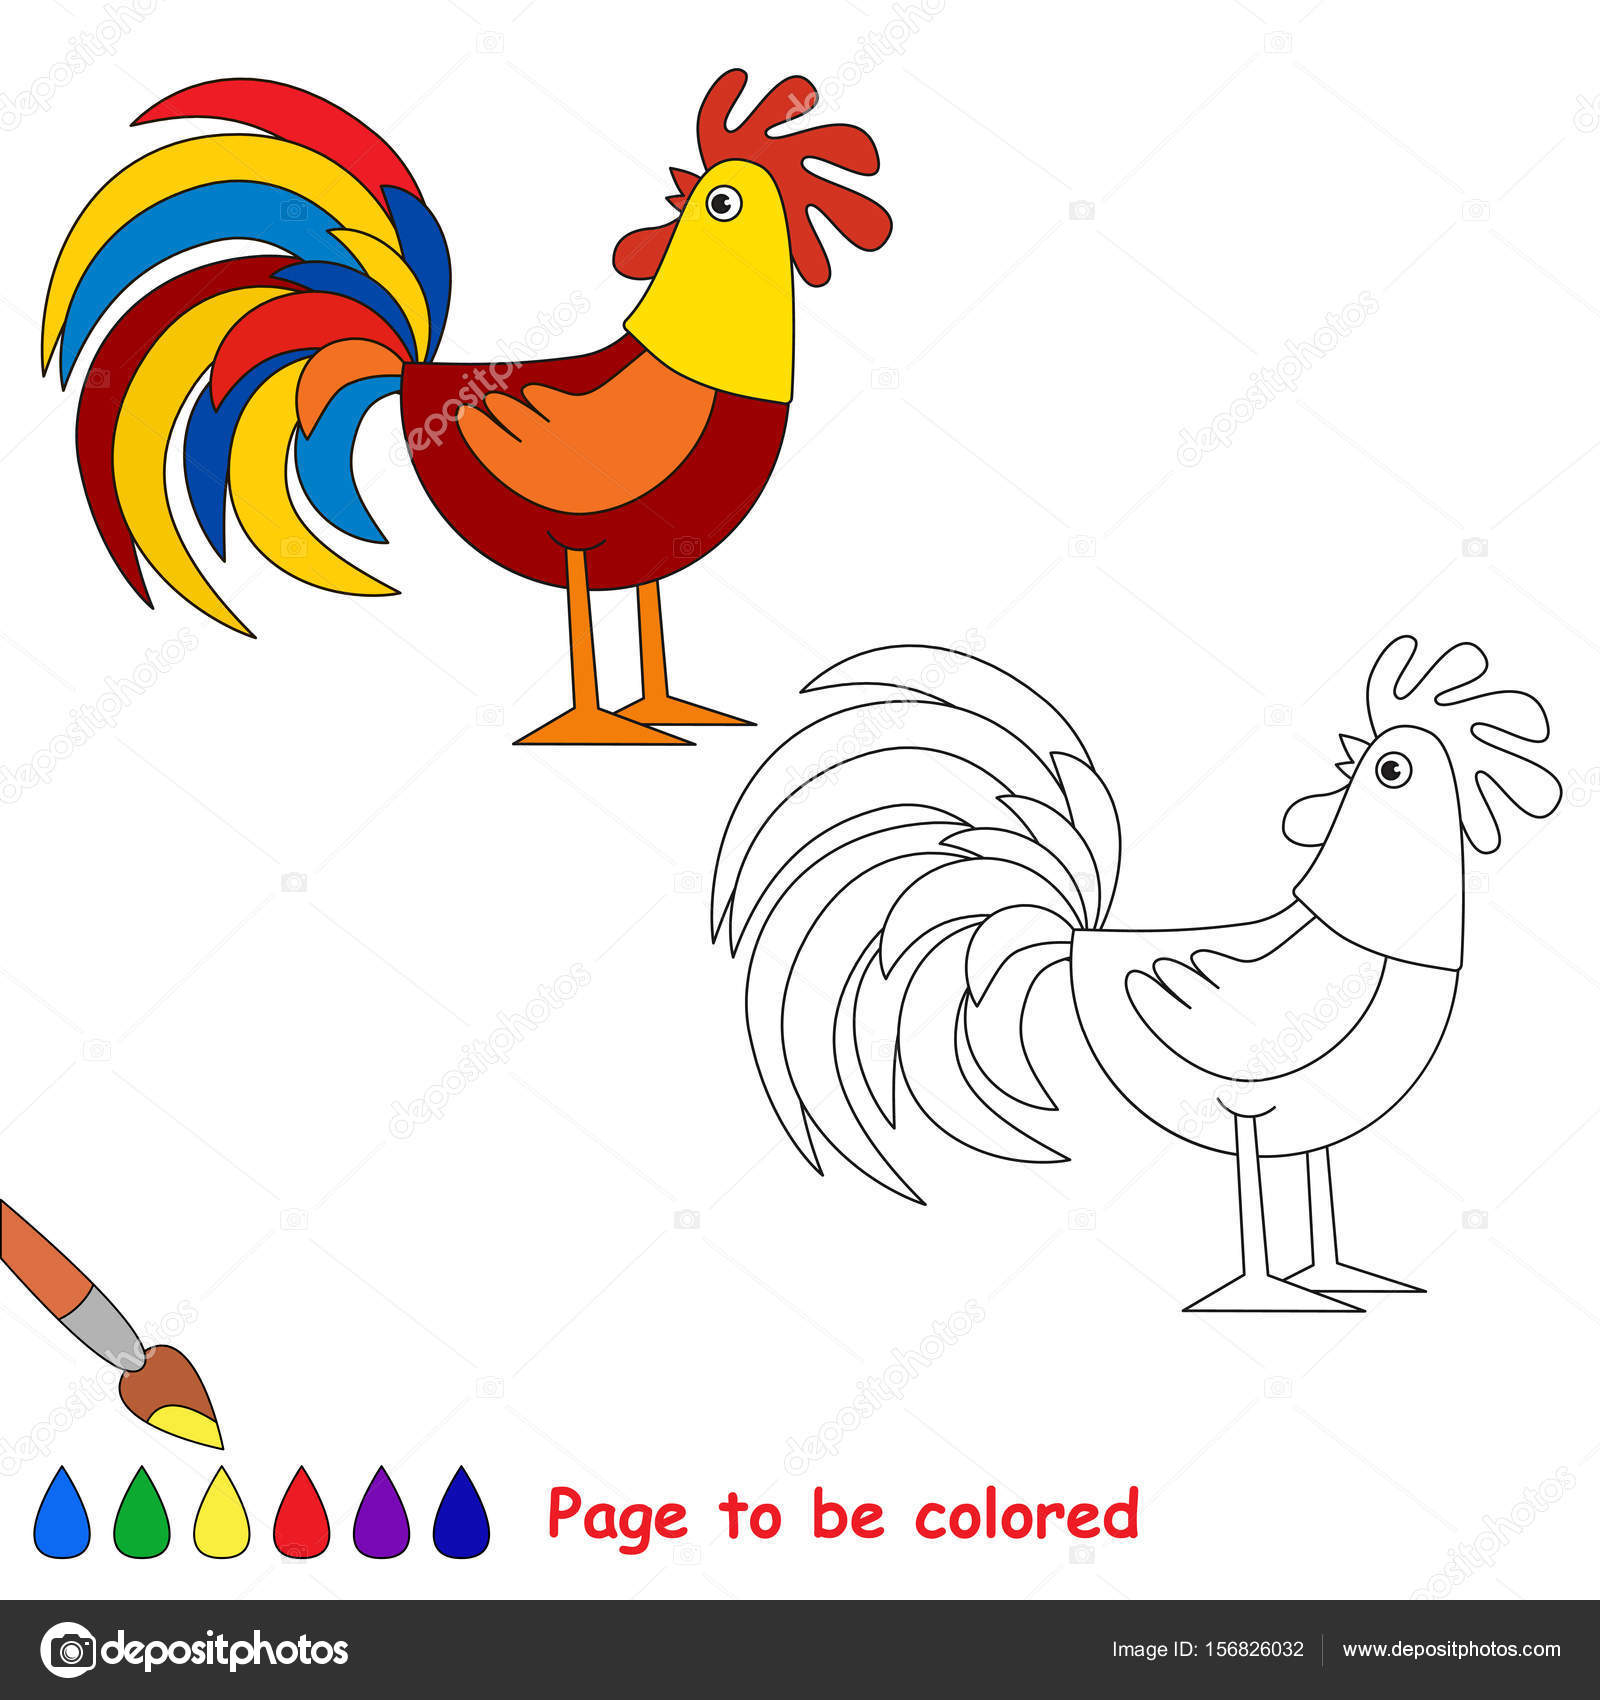 Page to be colored
depositphotos
Image ID: 156826032
www.depositphotos.com